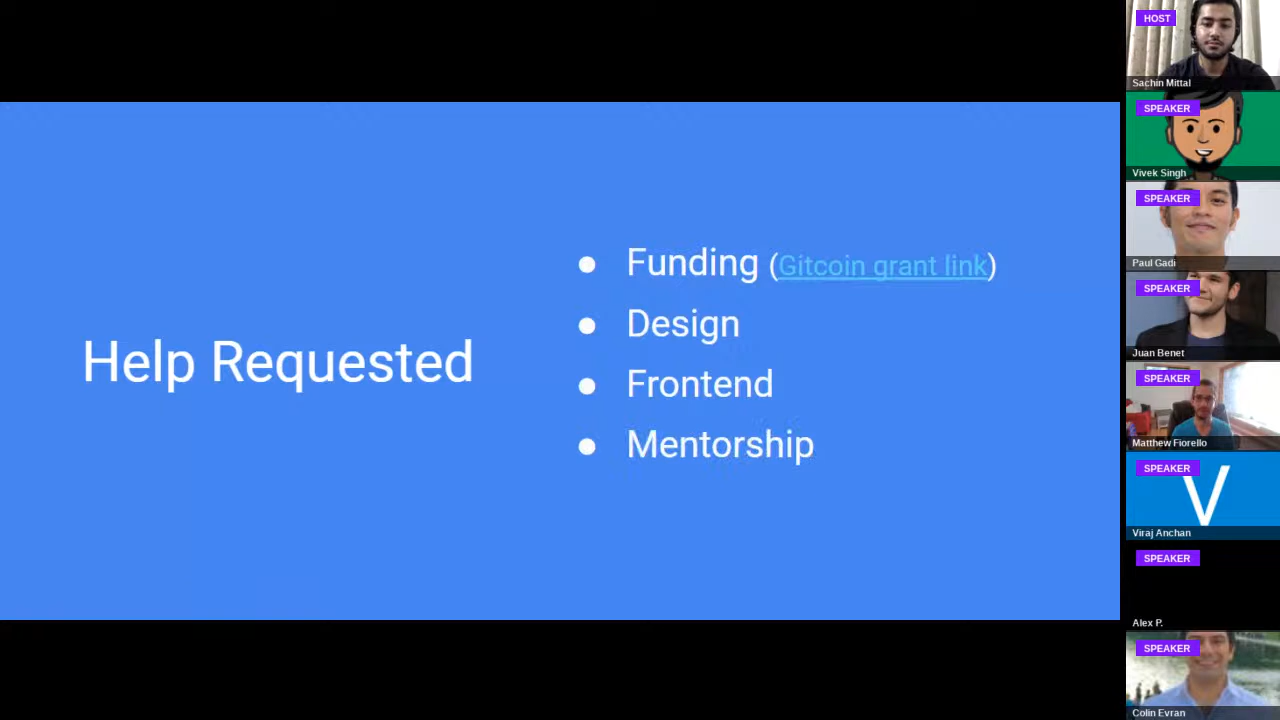 Help Requested
● Funding (Gitcoin grant link)
● Design
● Frontend
● Mentorship
HOST
Sachin Mittal
SPEAKER
Vivek Singh
SPEAKER
Paul Gadi
SPEAKER
Juan Benet
SPEAKER
Matthew Fiorello
SPEAKER
V
Viraj Anchan
SPEAKER
Alex P.
SPEAKER
Colin Evran